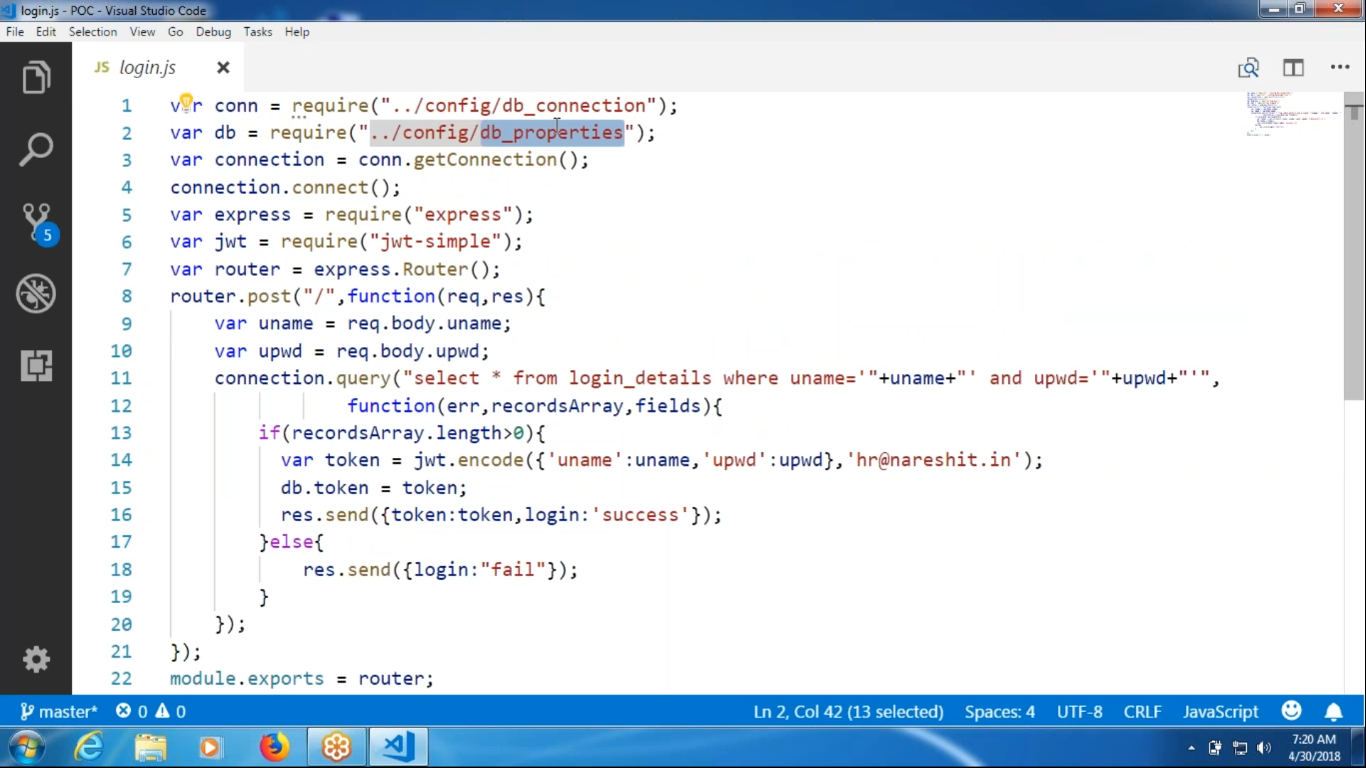 login.js - POC - Visual Studio Code
File Edit Selection View Go Debug Tasks Help
JS login.js
1 var conn = require("../config/db_connection");
2 var db = require("../config/db_properties");
3 var connection = conn.getConnection();
4 connection.connect();
5 var express = require("express");
6 var jwt = require("jwt-simple");
7 var router = express.Router();
8 router.post("/",function(req,res){
9 var uname = req.body.uname;
10 var upwd = req.body.upwd;
11 connection.query("select * from login_details where uname='"+uname+"' and upwd='"+upwd+"'",
12 function(err,recordsArray,fields){
13 if(recordsArray.length>0){
14 var token = jwt.encode({'uname':uname,'upwd':upwd},'hr@nareshit.in');
15 db.token = token;
16 res.send({token:token,login:'success'});
17 }else{
18 res.send({login:"fail"});
19 }
20 });
21 });
22 module.exports = router;
5
master* 0 0 Ln 2, Col 42 (13 selected) Spaces: 4 UTF-8 CRLF JavaScript
7:20 AM
4/30/2018